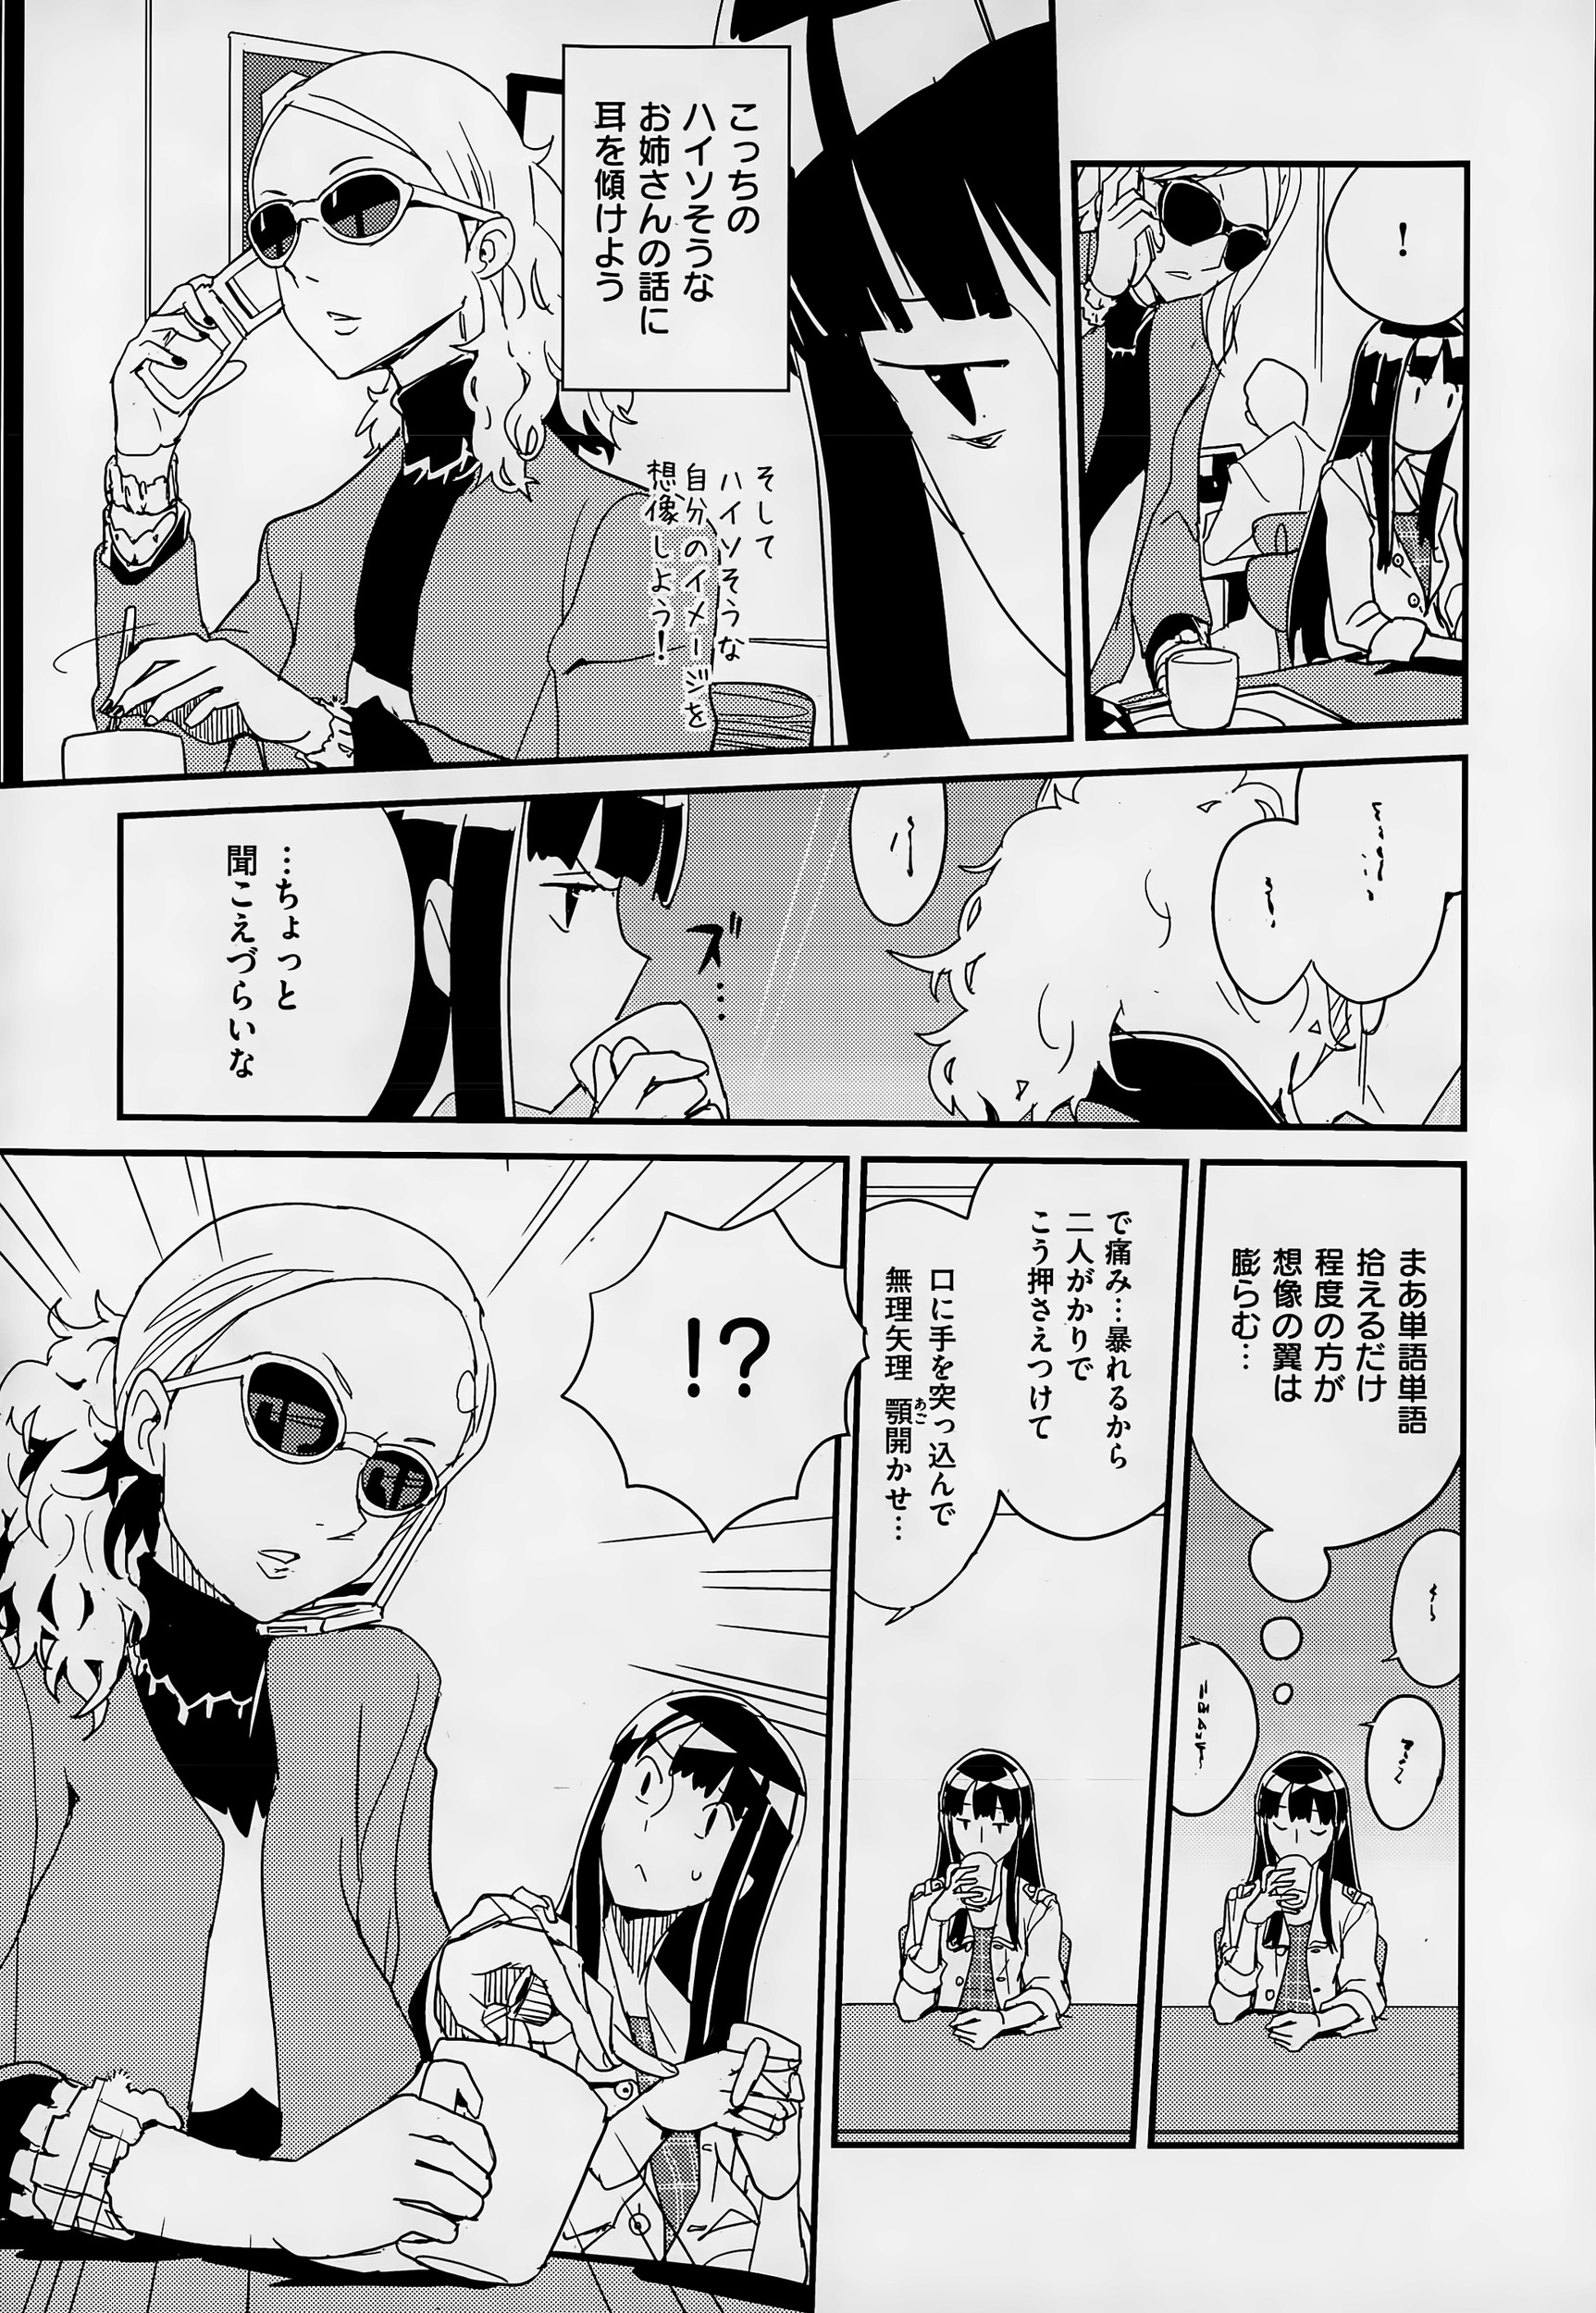 ！
こっちの
ハイソそうな
お姉さんの話に
耳を傾けよう
そして
ハイソそうな
自分のイメージを
想像しよう！
ズ…
…ちょっと
聞こえづらいな
まあ単語単語
拾えるだけ
程度の方が
想像の翼は
膨らむ…
で痛み…暴れるから
二人がかりで
こう押さえつけて
口に手を突っ込んで
無理矢理 顎開かせ…
あご
!?